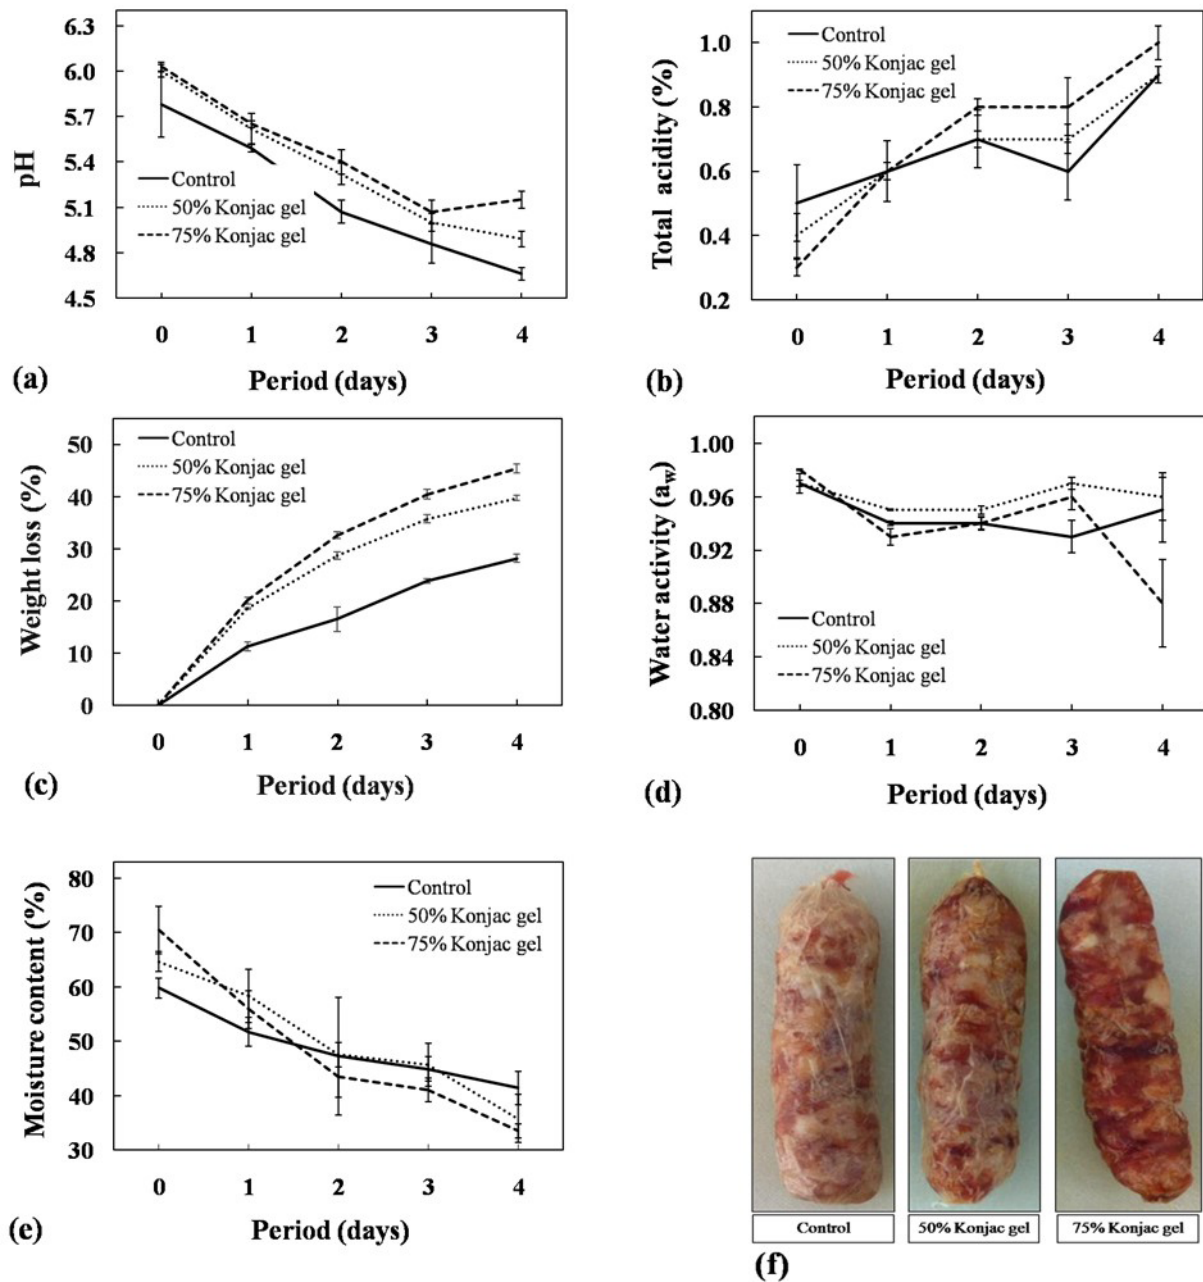 6.3
6.0
5.7
5.4
5.1
4.8
4.5
pH
Control
50% Konjac gel
75% Konjac gel
0 1 2 3 4
Period (days)
(a)
1.0
0.8
0.6
0.4
0.2
Total acidity (%)
Control
50% Konjac gel
75% Konjac gel
0 1 2 3 4
Period (days)
(b)
50
40
30
20
10
0
Weight loss (%)
Control
50% Konjac gel
75% Konjac gel
0 1 2 3 4
Period (days)
(c)
1.00
0.96
0.92
0.88
0.84
0.80
Water activity (aw)
Control
50% Konjac gel
75% Konjac gel
0 1 2 3 4
Period (days)
(d)
80
70
60
50
40
30
Moisture content (%)
Control
50% Konjac gel
75% Konjac gel
0 1 2 3 4
Period (days)
(e)
Control
50% Konjac gel
75% Konjac gel
(f)